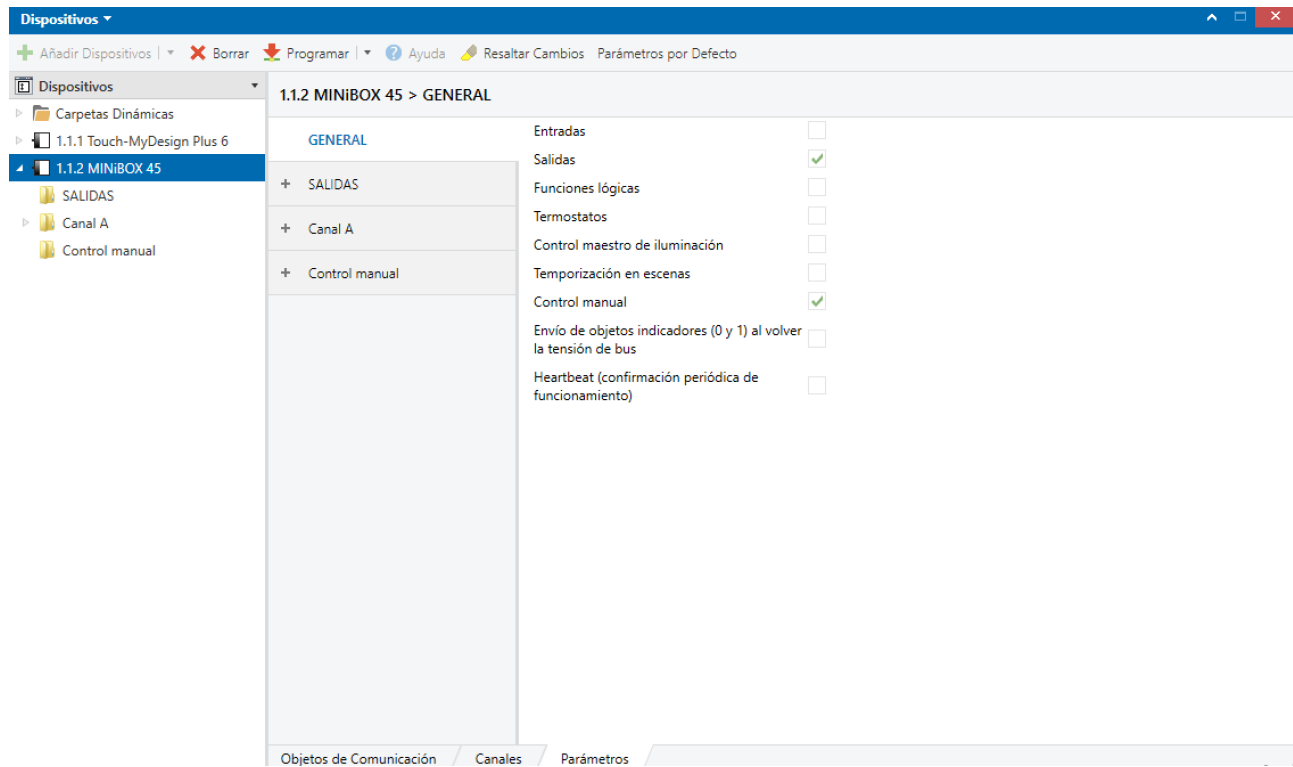 Dispositivos
Añadir Dispositivos Borrar Programar Ayuda Resaltar Cambios Parámetros por Defecto
Dispositivos
Carpetas Dinámicas
1.1.1 Touch-MyDesign Plus 6
1.1.2 MINiBOX 45
SALIDAS
Canal A
Control manual
1.1.2 MINiBOX 45 > GENERAL
GENERAL
+ SALIDAS
+ Canal A
+ Control manual
Entradas
Salidas
Funciones lógicas
Termostatos
Control maestro de iluminación
Temporización en escenas
Control manual
Envío de objetos indicadores (0 y 1) al volver
la tensión de bus
Heartbeat (confirmación periódica de
funcionamiento)
Objetos de Comunicación Canales Parámetros